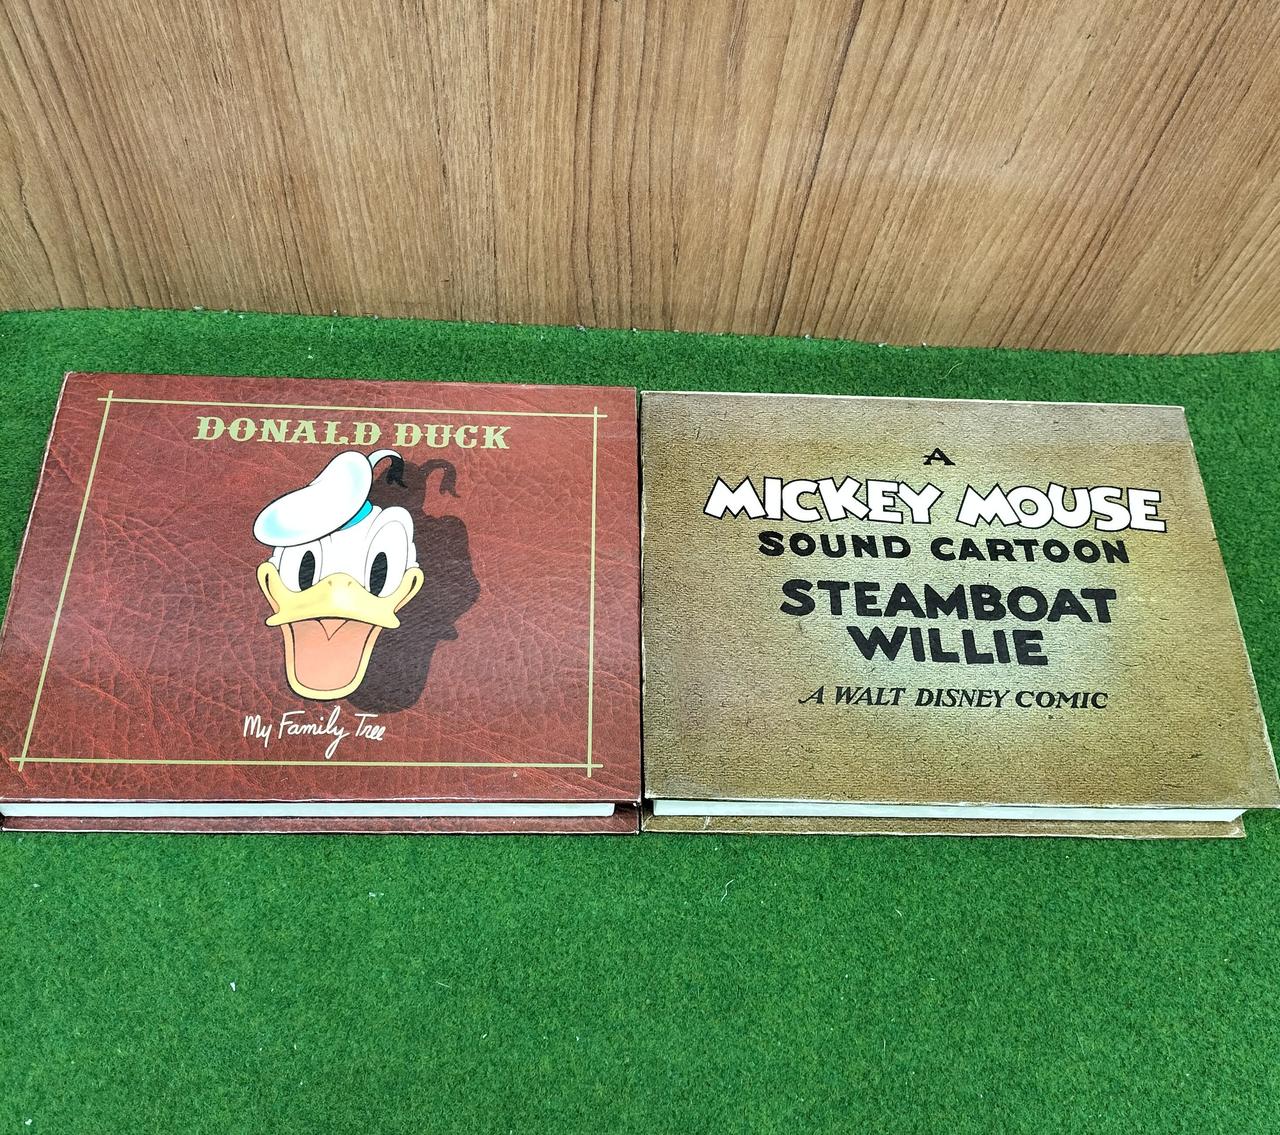 DONALD DUCK
My Family Tree
A
MICKEY MOUSE
SOUND CARTOON
STEAMBOAT
WILLIE
A WALT DISNEY COMIC